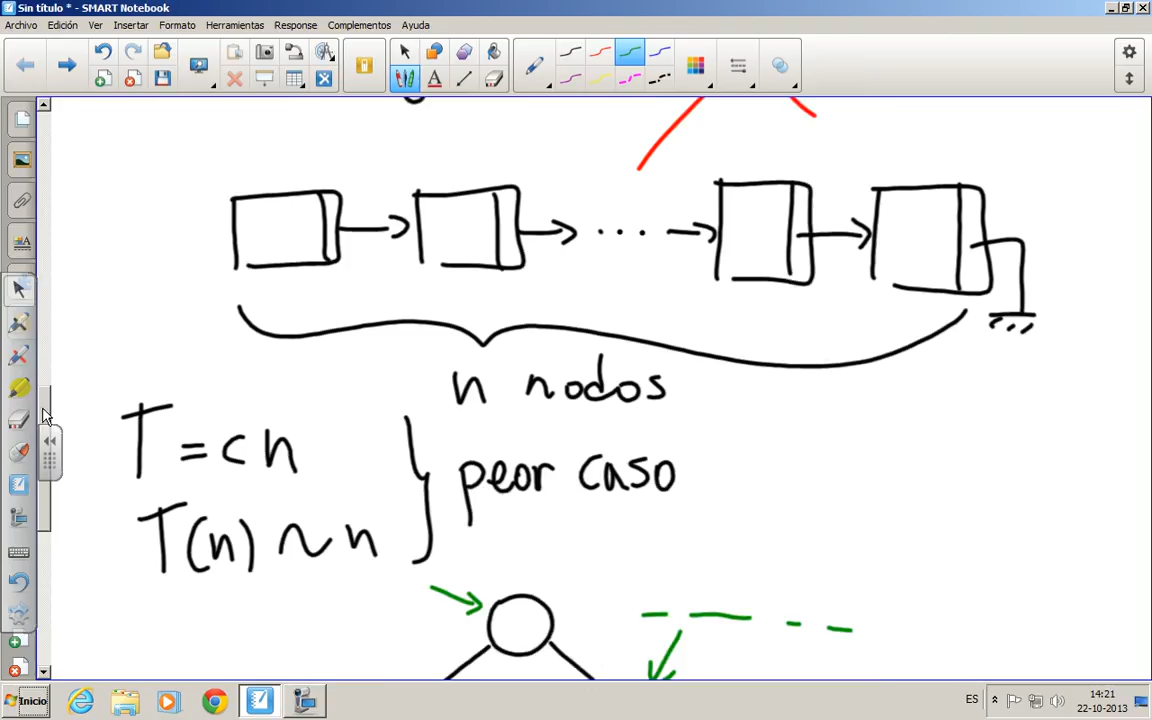 Sin título * - SMART Notebook
Archivo Edición Ver Insertar Formato Herramientas Response Complementos Ayuda
n nodos
T = cn
peor caso
T(n) ~ n
Inicio
ES
14:21
22-10-2013